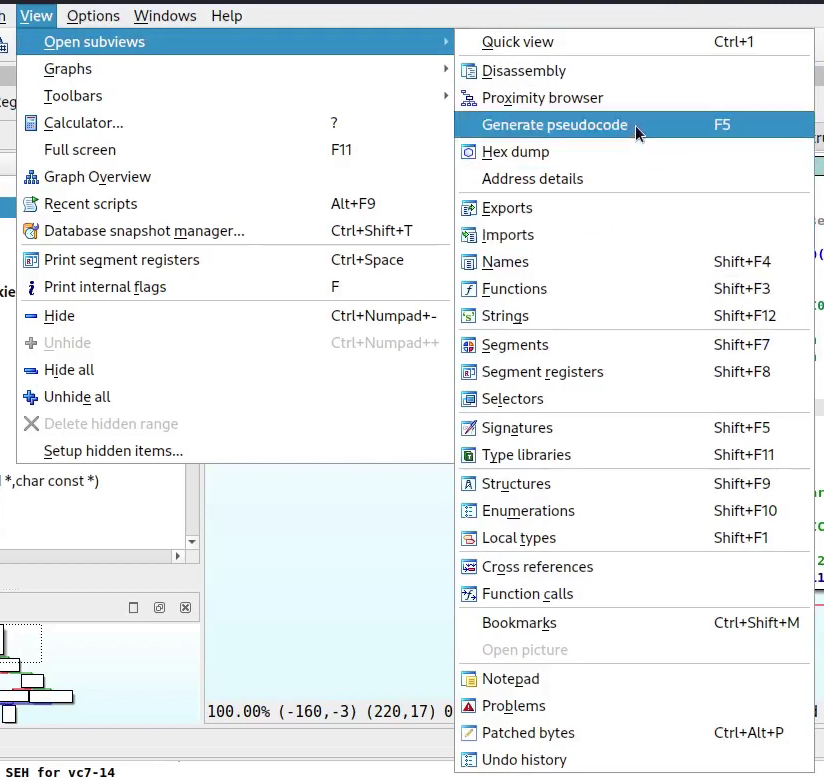 View Options Windows Help
Open subviews
Graphs
Toolbars
Calculator... ?
Full screen F11
Graph Overview
Recent scripts Alt+F9
Database snapshot manager... Ctrl+Shift+T
Print segment registers Ctrl+Space
Print internal flags F
Hide Ctrl+Numpad+-
Unhide Ctrl+Numpad++
Hide all
Unhide all
Delete hidden range
Setup hidden items...
Quick view Ctrl+1
Disassembly
Proximity browser
Generate pseudocode F5
Hex dump
Address details
Exports
Imports
Names Shift+F4
Functions Shift+F3
Strings Shift+F12
Segments Shift+F7
Segment registers Shift+F8
Selectors
Signatures Shift+F5
Type libraries Shift+F11
Structures Shift+F9
Enumerations Shift+F10
Local types Shift+F1
Cross references
Function calls
Bookmarks Ctrl+Shift+M
Open picture
Notepad
Problems
Patched bytes Ctrl+Alt+P
Undo history
*,char const *)
100.00% (-160,-3) (220,17) 0
SEH for vc7-14